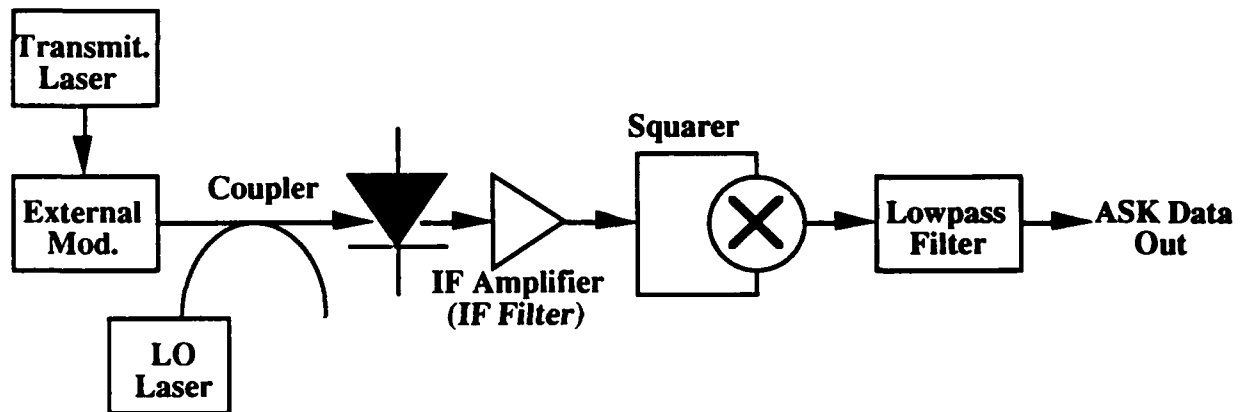 Transmit.
Laser
External
Mod.
Coupler
LO
Laser
IF Amplifier
(IF Filter)
Squarer
Lowpass
Filter
ASK Data
Out